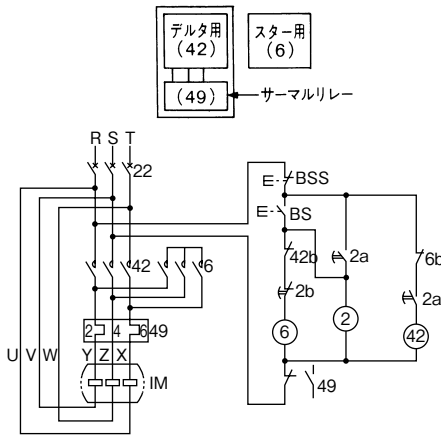 デルタ用
(42)
スター用
(6)
(49)
サーマルリレー
R S T
22
BSS
BS
42b
2a
6b
42
6
2b
2a
6
2
42
2 4 6 49
U V W Y Z X
IM
49